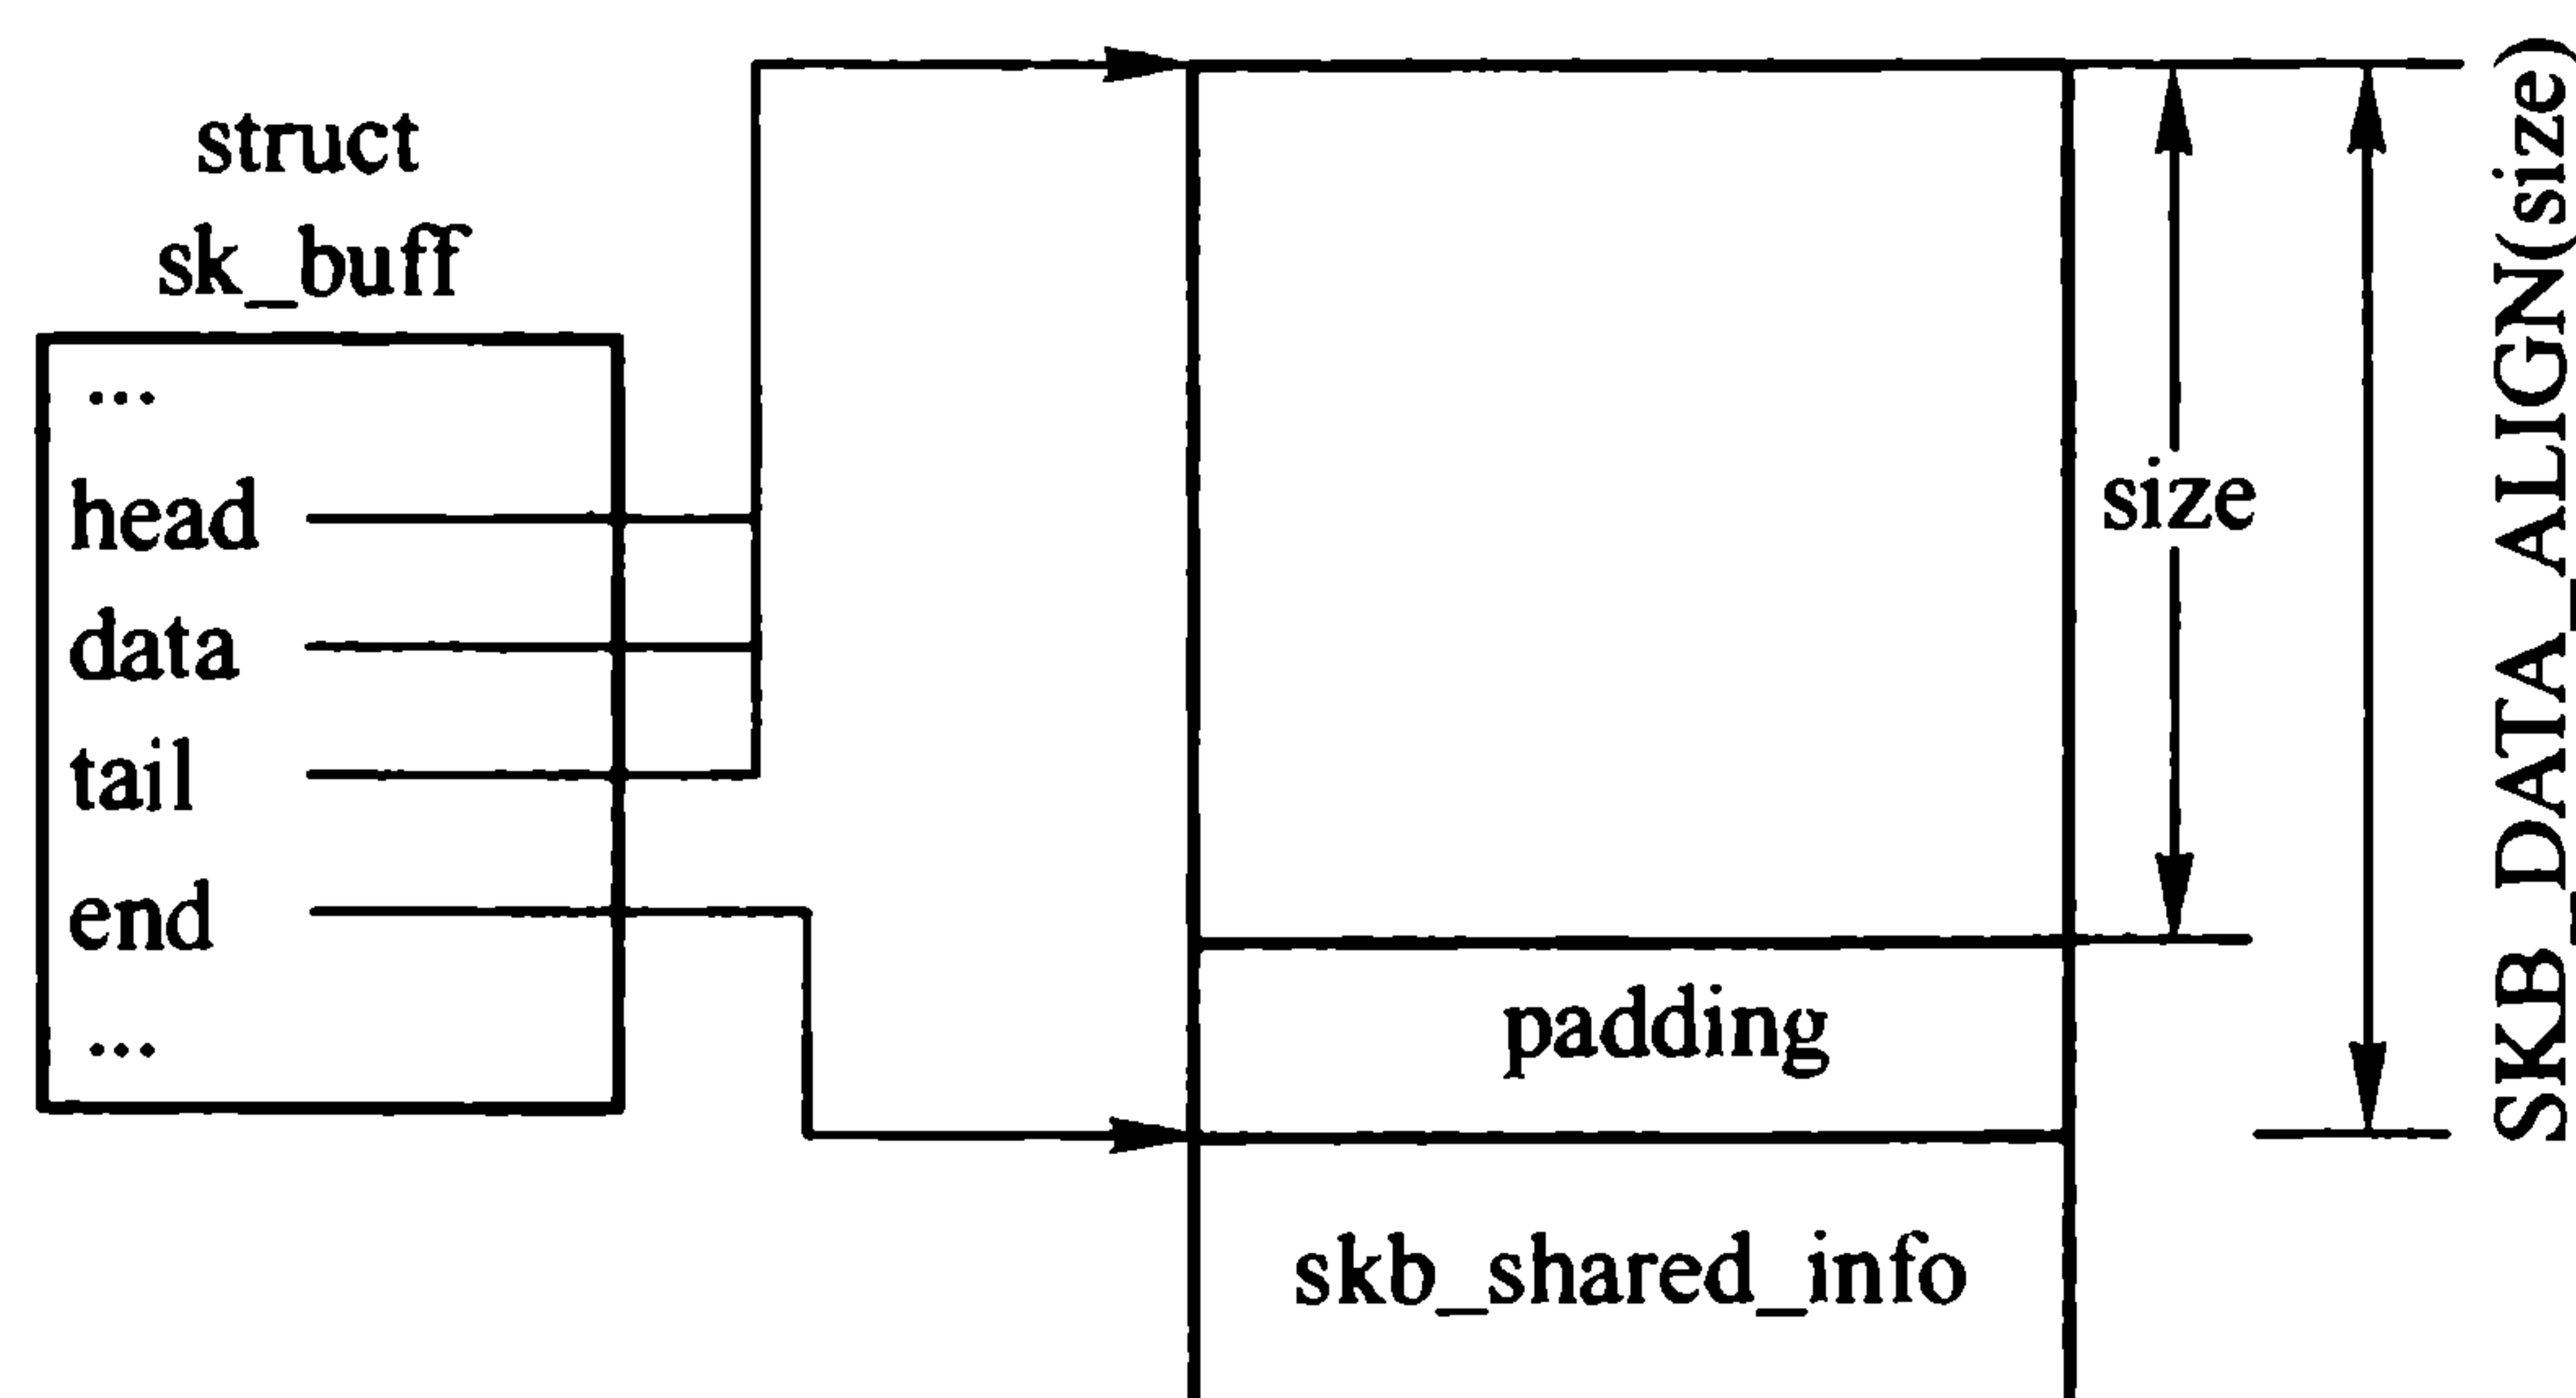 struct
sk_buff
...
head
data
tail
end
...
size
padding
skb_shared_info
SKB_DATA_ALIGN(size)